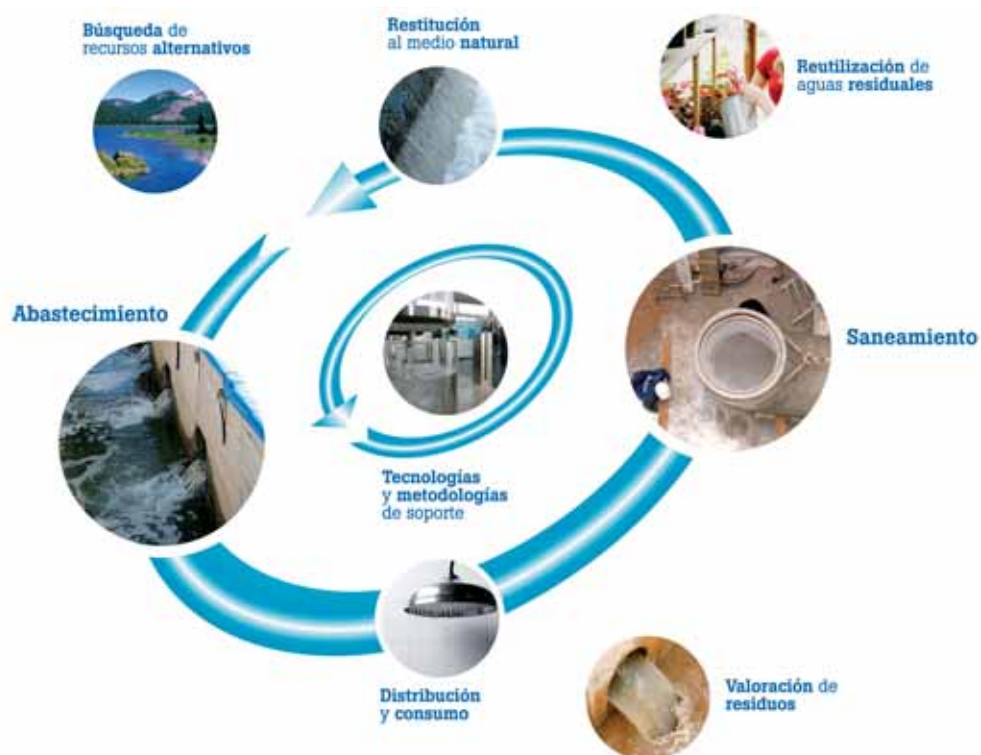 Búsqueda de
recursos alternativos
Restitución
al medio natural
Reutilización de
aguas residuales
Abastecimiento
Saneamiento
Tecnologías
y metodologías
de soporte
Distribución
y consumo
Valoración de
residuos